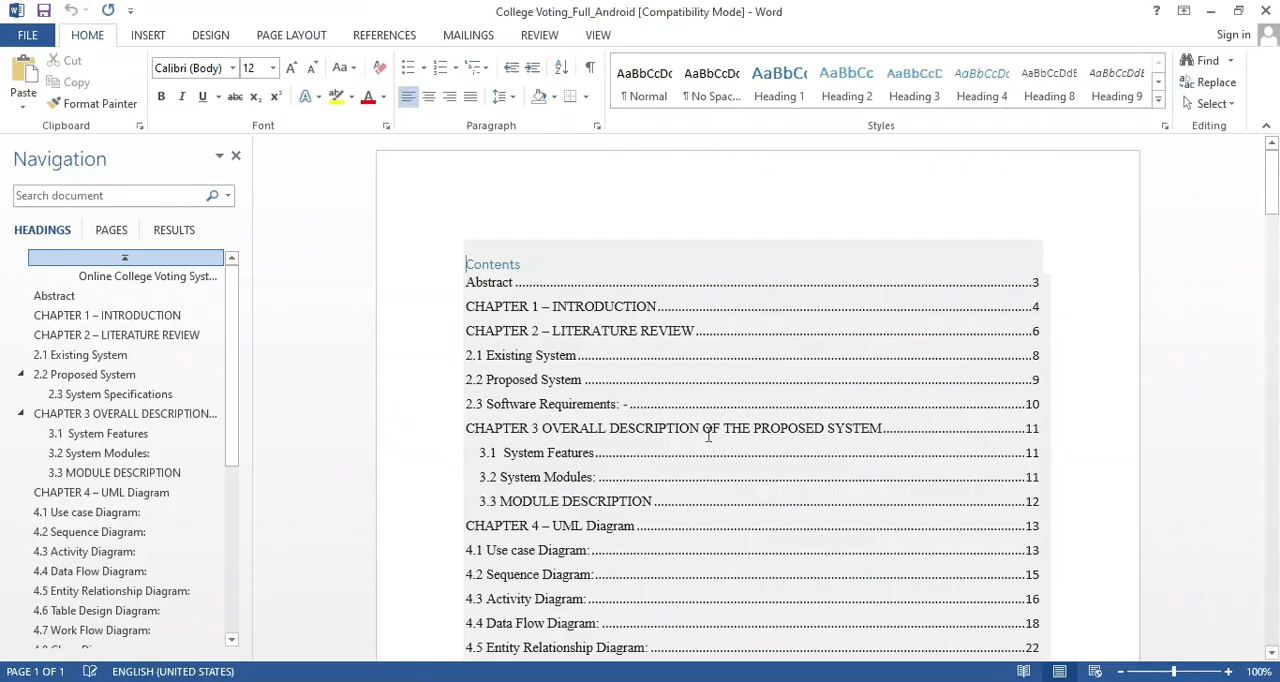 College Voting_Full_Android [Compatibility Mode] - Word
FILE HOME INSERT DESIGN PAGE LAYOUT REFERENCES MAILINGS REVIEW VIEW Sign in
Paste
Cut
Copy
Format Painter
Clipboard
Calibri (Body) 12
Font
Paragraph
AaBbCcDc AaBbCcDc AaBbCc AaBbCc AaBbCcDc AaBbCcDc AaBbCcDdE AaBbCcDdE
¶ Normal ¶ No Spac... Heading 1 Heading 2 Heading 3 Heading 4 Heading 8 Heading 9
Styles
Find
Replace
Select
Editing
Navigation
Search document
HEADINGS PAGES RESULTS
Online College Voting Syst...
Abstract
CHAPTER 1 – INTRODUCTION
CHAPTER 2 – LITERATURE REVIEW
2.1 Existing System
2.2 Proposed System
2.3 System Specifications
CHAPTER 3 OVERALL DESCRIPTION...
3.1 System Features
3.2 System Modules:
3.3 MODULE DESCRIPTION
CHAPTER 4 – UML Diagram
4.1 Use case Diagram:
4.2 Sequence Diagram:
4.3 Activity Diagram:
4.4 Data Flow Diagram:
4.5 Entity Relationship Diagram:
4.6 Table Design Diagram:
4.7 Work Flow Diagram:
Contents
Abstract 3
CHAPTER 1 – INTRODUCTION 4
CHAPTER 2 – LITERATURE REVIEW 6
2.1 Existing System 8
2.2 Proposed System 9
2.3 Software Requirements: - 10
CHAPTER 3 OVERALL DESCRIPTION OF THE PROPOSED SYSTEM 11
3.1 System Features 11
3.2 System Modules: 11
3.3 MODULE DESCRIPTION 12
CHAPTER 4 – UML Diagram 13
4.1 Use case Diagram: 13
4.2 Sequence Diagram: 15
4.3 Activity Diagram: 16
4.4 Data Flow Diagram: 18
4.5 Entity Relationship Diagram: 22
PAGE 1 OF 1 ENGLISH (UNITED STATES) 100%